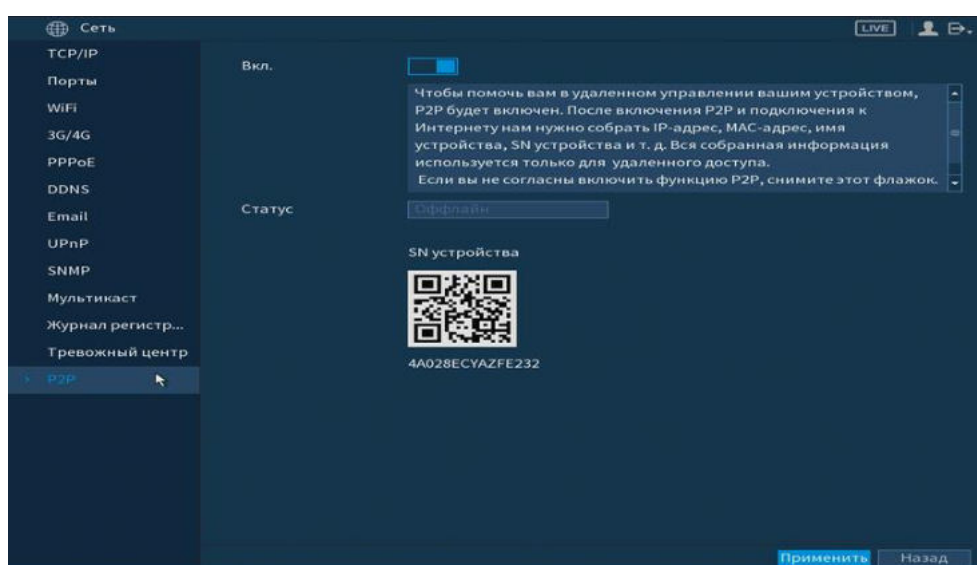 Сеть
LIVE
TCP/IP
Порты
WiFi
3G/4G
PPPoE
DDNS
Email
UPnP
SNMP
Мультикаст
Журнал регистр...
Тревожный центр
P2P
Вкл.
Чтобы помочь вам в удаленном управлении вашим устройством,
P2P будет включен. После включения P2P и подключения к
Интернету нам нужно собрать IP-адрес, MAC-адрес, имя
устройства, SN устройства и т. д. Вся собранная информация
используется только для удаленного доступа.
Если вы не согласны включить функцию P2P, снимите этот флажок.
Статус
Оффлайн
SN устройства
4A028ECYAZFE232
Применить
Назад